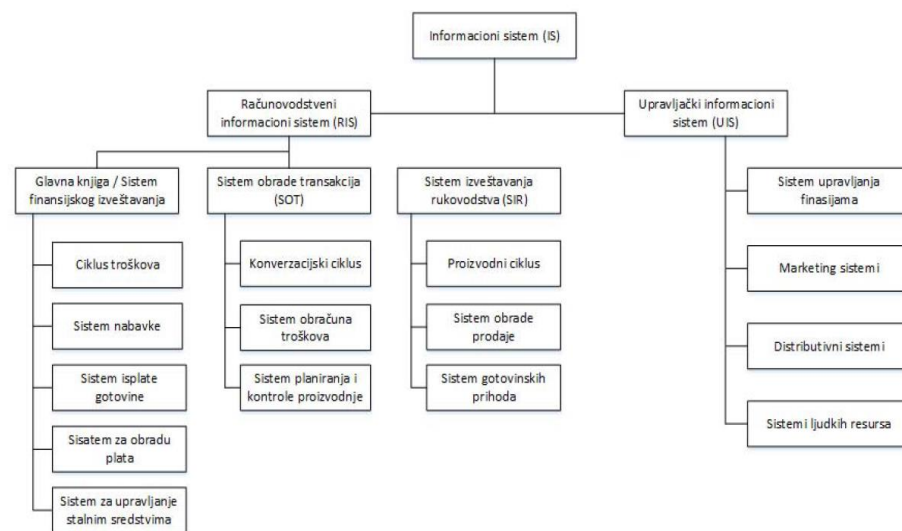 Informacioni sistem (IS)
Računovodstveni
informacioni sistem (RIS)
Upravljački informacioni
sistem (UIS)
Glavna knjiga / Sistem
finansijskog izveštavanja
Sistem obrade transakcija
(SOT)
Sistem izveštavanja
rukovodstva (SIR)
Sistem upravljanja
finasijama
Ciklus troškova
Konverzacijski ciklus
Proizvodni ciklus
Marketing sistemi
Sistem nabavke
Sistem obračuna
troškova
Sistem obrade
prodaje
Distributivni sistemi
Sistem isplate
gotovine
Sistem planiranja i
kontrole proizvodnje
Sistem gotovinskih
prihoda
Sistemi ljudkih resursa
Sisatem za obradu
plata
Sistem za upravljanje
stalnim sredstvima